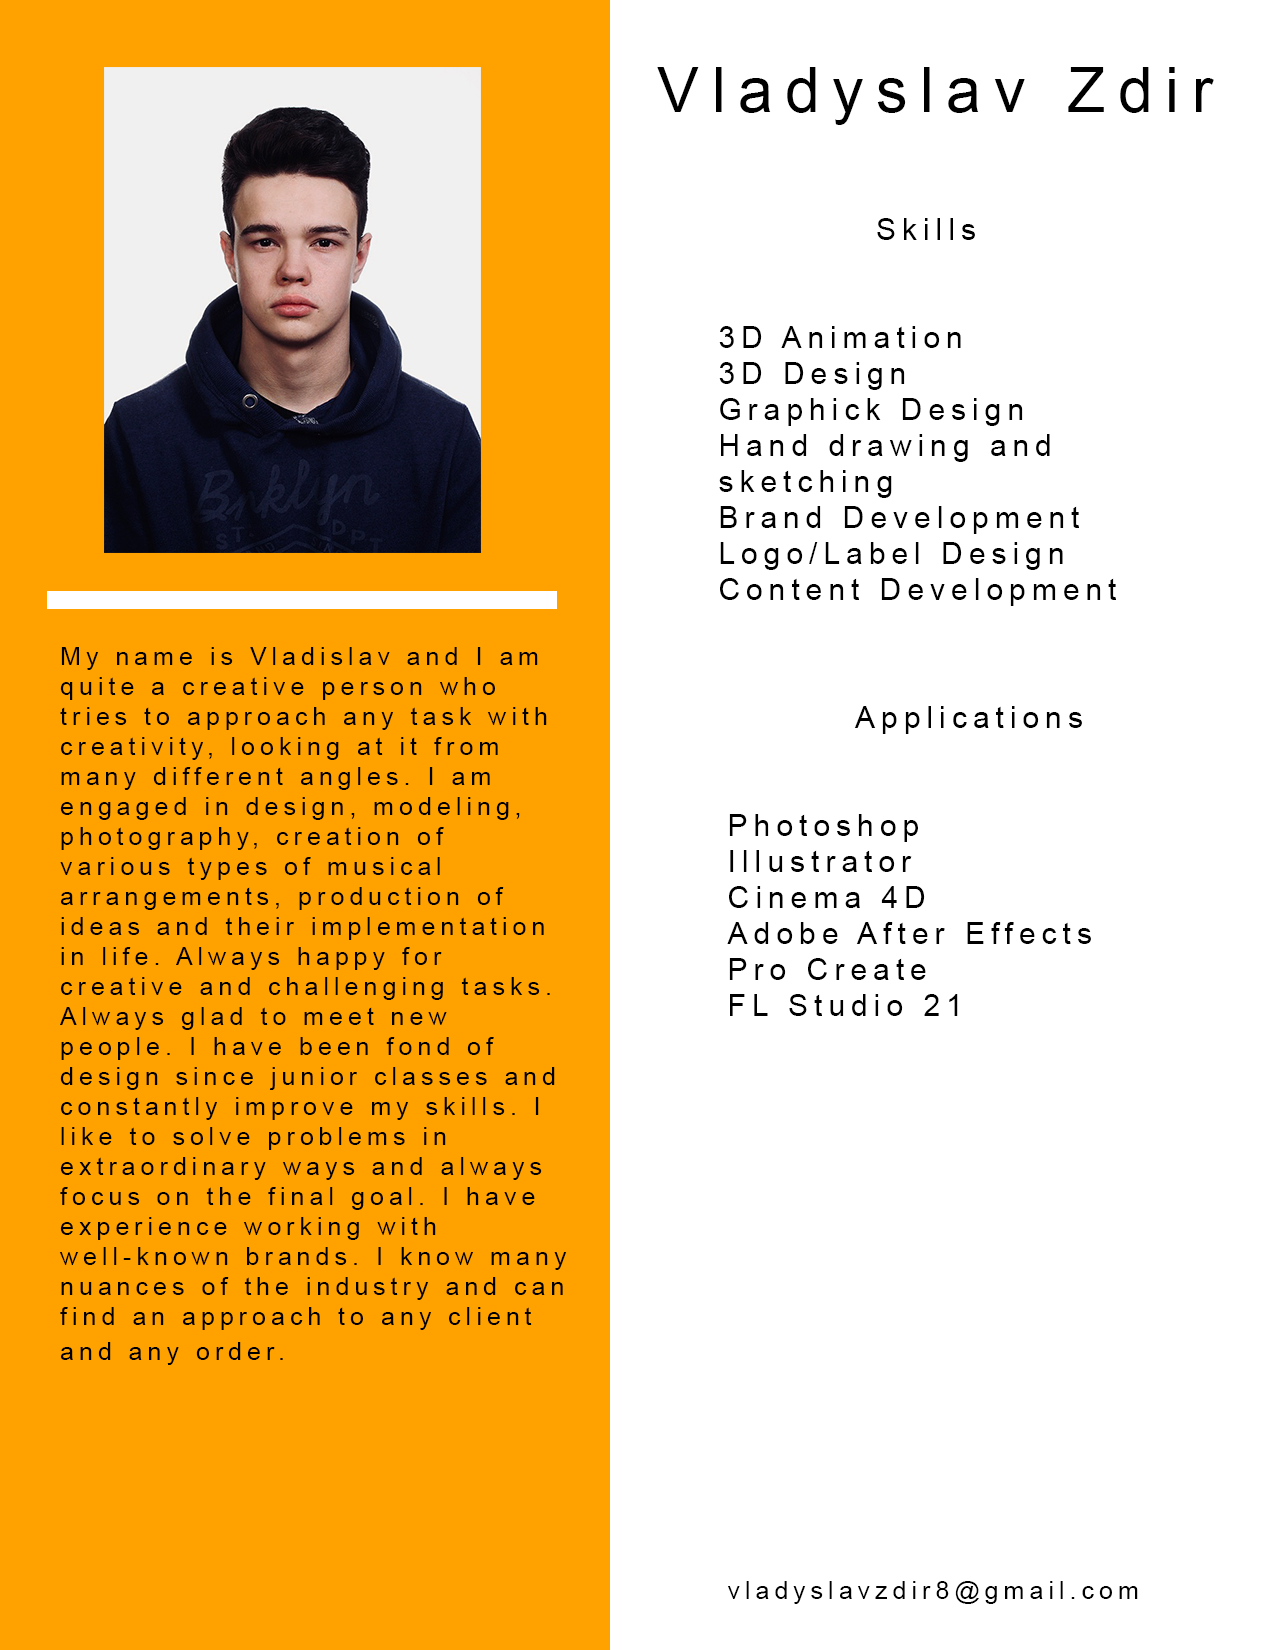 Vladyslav Zdir
Bnklyn
ST.
DPT
My name is Vladislav and I am
quite a creative person who
tries to approach any task with
creativity, looking at it from
many different angles. I am
engaged in design, modeling,
photography, creation of
various types of musical
arrangements, production of
ideas and their implementation
in life. Always happy for
creative and challenging tasks.
Always glad to meet new
people. I have been fond of
design since junior classes and
constantly improve my skills. I
like to solve problems in
extraordinary ways and always
focus on the final goal. I have
experience working with
well-known brands. I know many
nuances of the industry and can
find an approach to any client
and any order.
Skills
3D Animation
3D Design
Graphick Design
Hand drawing and
sketching
Brand Development
Logo/Label Design
Content Development
Applications
Photoshop
Illustrator
Cinema 4D
Adobe After Effects
Pro Create
FL Studio 21
vladyslavzdir8@gmail.com